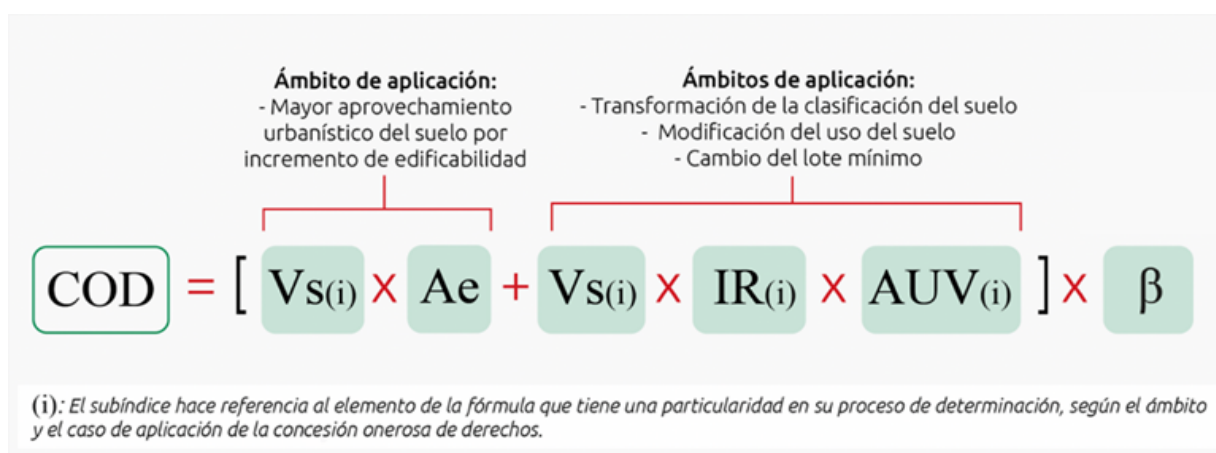 Ámbito de aplicación:
- Mayor aprovechamiento
urbanístico del suelo por
incremento de edificabilidad
Ámbitos de aplicación:
- Transformación de la clasificación del suelo
- Modificación del uso del suelo
- Cambio del lote mínimo
COD = [ Vs(i) X Ae + Vs(i) X IR(i) X AUV(i) ] X β
(i): El subíndice hace referencia al elemento de la fórmula que tiene una particularidad en su proceso de determinación, según el ámbito
y el caso de aplicación de la concesión onerosa de derechos.